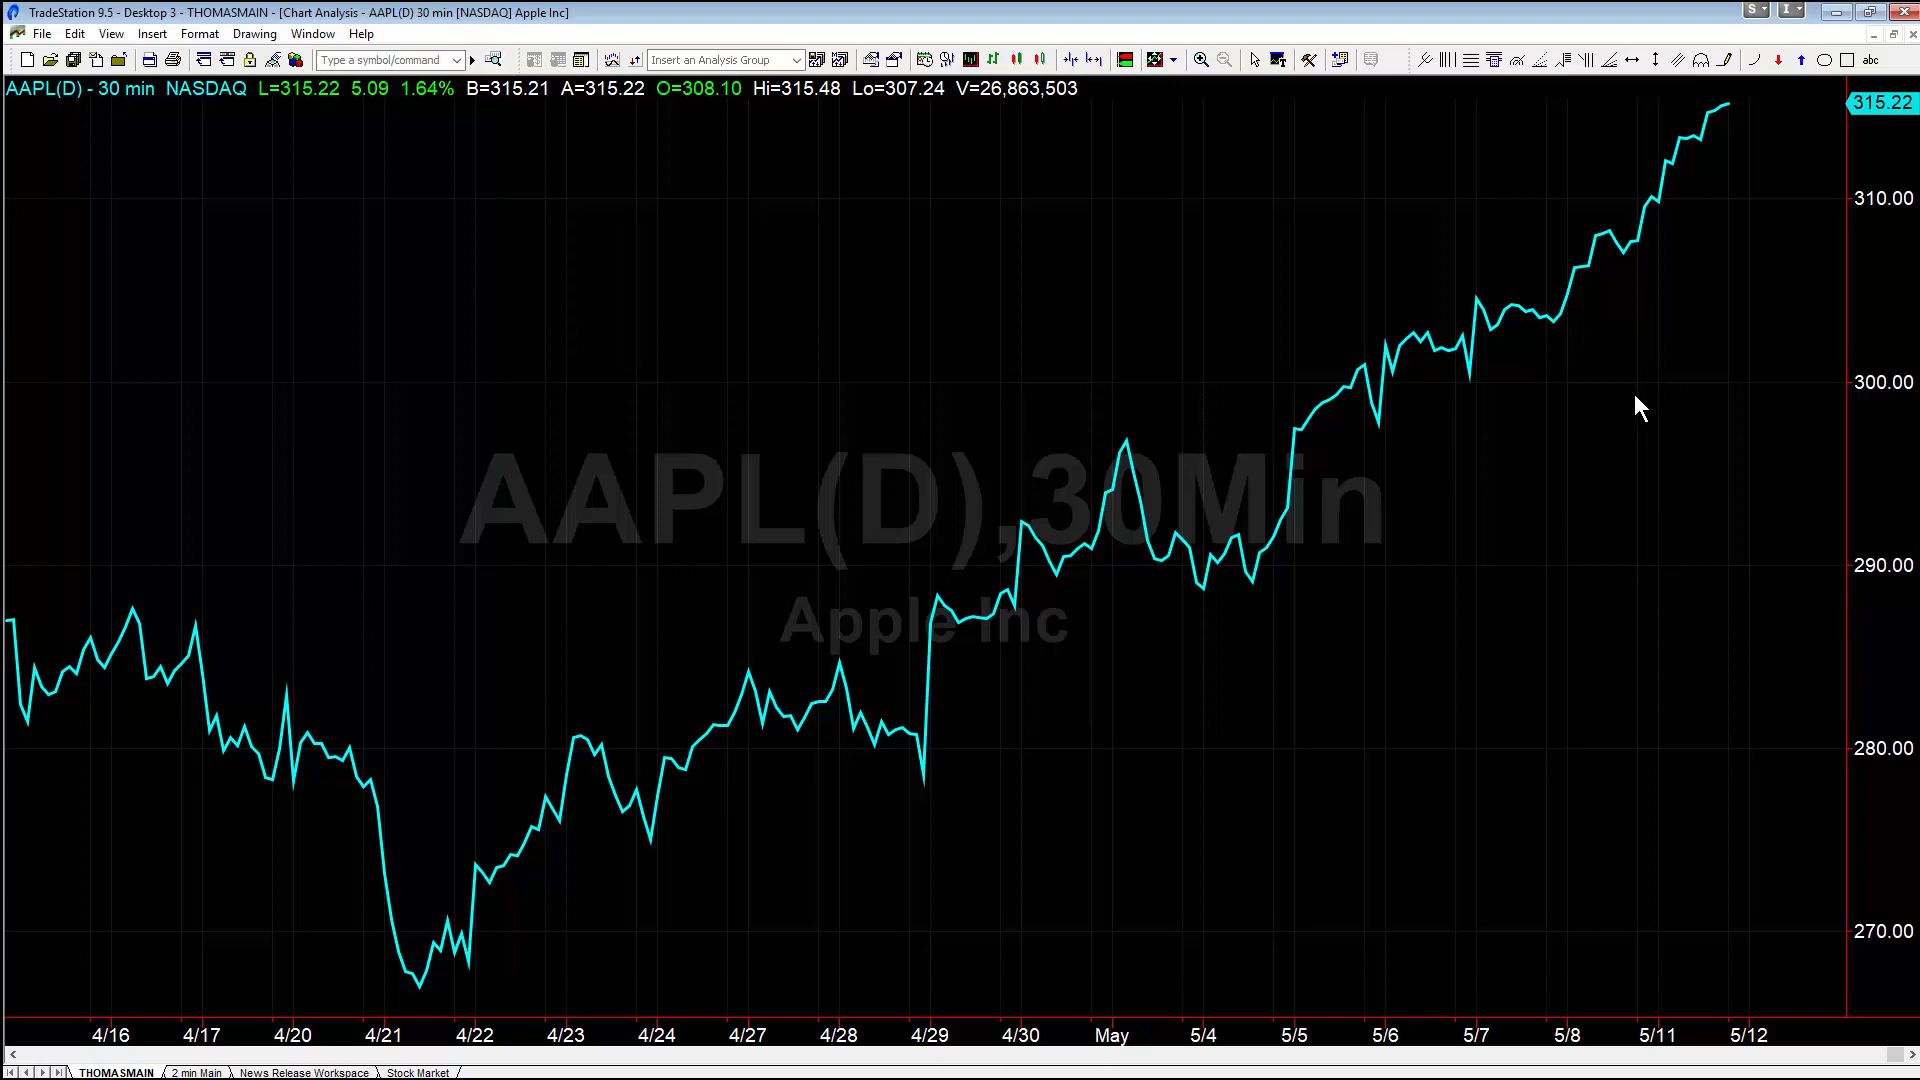 TradeStation 9.5 - Desktop 3 - THOMASMAIN - [Chart Analysis - AAPL(D) 30 min [NASDAQ] Apple Inc]
S I
File Edit View Insert Format Drawing Window Help
Type a symbol/command Insert an Analysis Group abc
AAPL(D) - 30 min NASDAQ L=315.22 5.09 1.64% B=315.21 A=315.22 O=308.10 Hi=315.48 Lo=307.24 V=26,863,503
315.22
310.00
300.00
AAPL(D),30Min
290.00
Apple Inc
280.00
270.00
4/16 4/17 4/20 4/21 4/22 4/23 4/24 4/27 4/28 4/29 4/30 May 5/4 5/5 5/6 5/7 5/8 5/11 5/12
THOMASMAIN 2 min Main News Release Workspace Stock Market